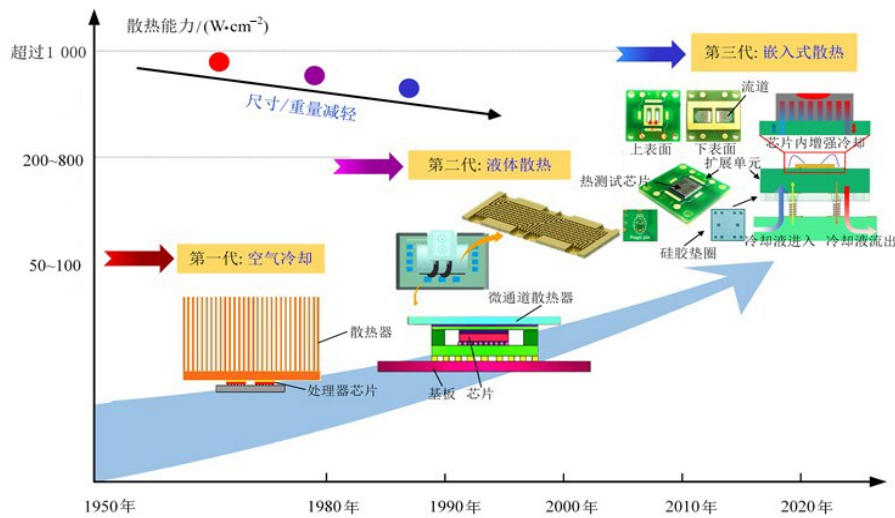 散热能力/(W•cm⁻²)
超过1 000
第三代: 嵌入式散热
尺寸/重量减轻
流道
上表面
下表面
芯片内增强冷却
200~800
第二代: 液体散热
扩展单元
热测试芯片
Pogo pin
50~100
第一代: 空气冷却
硅胶垫圈
冷却液进入
冷却液流出
微通道散热器
散热器
处理器芯片
基板
芯片
1950年
1980年
1990年
2000年
2010年
2020年